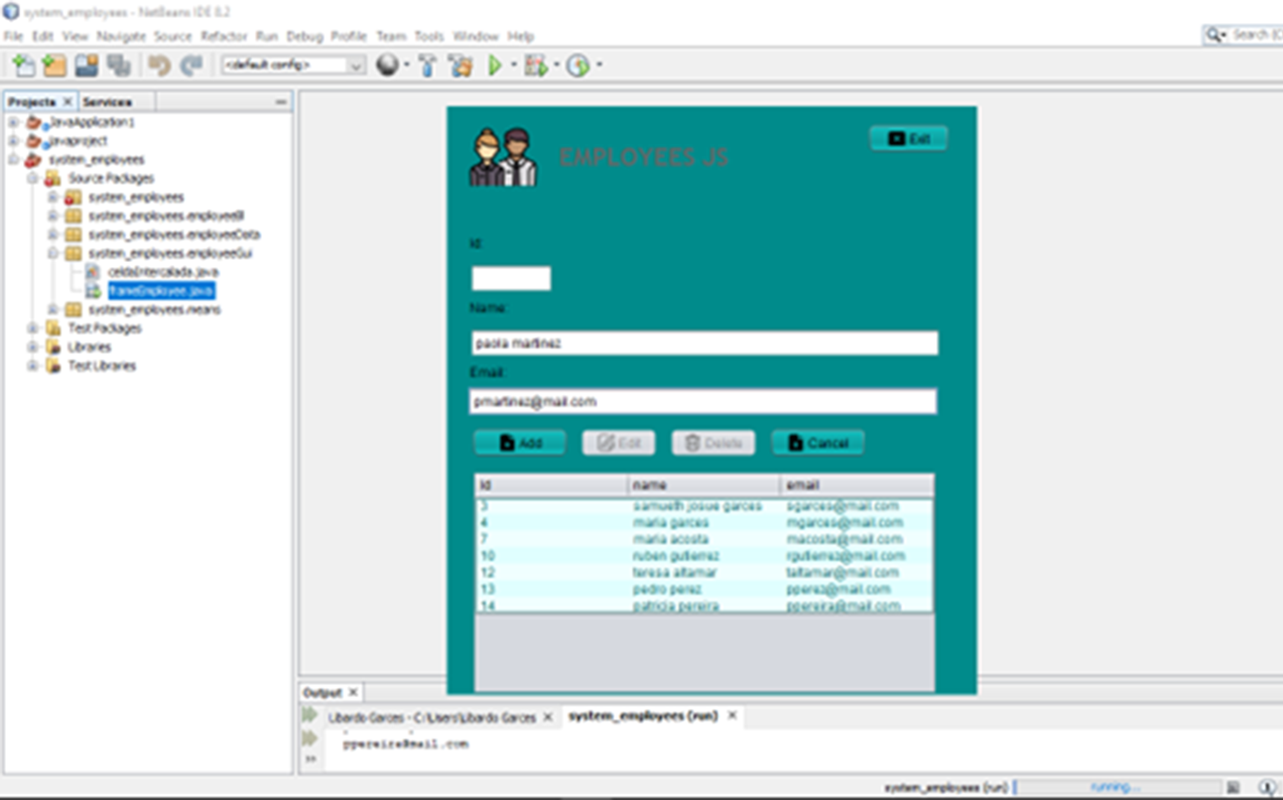 system_employees - NetBeans IDE 8.2
File Edit View Navigate Source Refactor Run Debug Profile Team Tools Window Help
Search
<default config>
Projects Services
JavaApplication1
javaproject
system_employees
Source Packages
system_employees
system_employees.employeeBl
system_employees.employeeData
system_employees.employeeGui
celdaIntercalada.java
frameEmployee.java
system_employees.means
Test Packages
Libraries
Test Libraries
EMPLOYEES JS
Exit
Id:
Name:
paola martinez
Email:
pmartinez@mail.com
Add Edit Delete Cancel
Id name email
3 samueth josue garces sgarces@mail.com
4 maria garces mgarces@mail.com
7 maria acosta macosta@mail.com
10 ruben gutierrez rgutierrez@mail.com
12 teresa altamar taltamar@mail.com
13 pedro perez pperez@mail.com
14 patricia pereira ppereira@mail.com
Output
Libardo Garces - C:\Users\Libardo Garces system_employees (run)
ppereira@mail.com
system_employees (run) running...